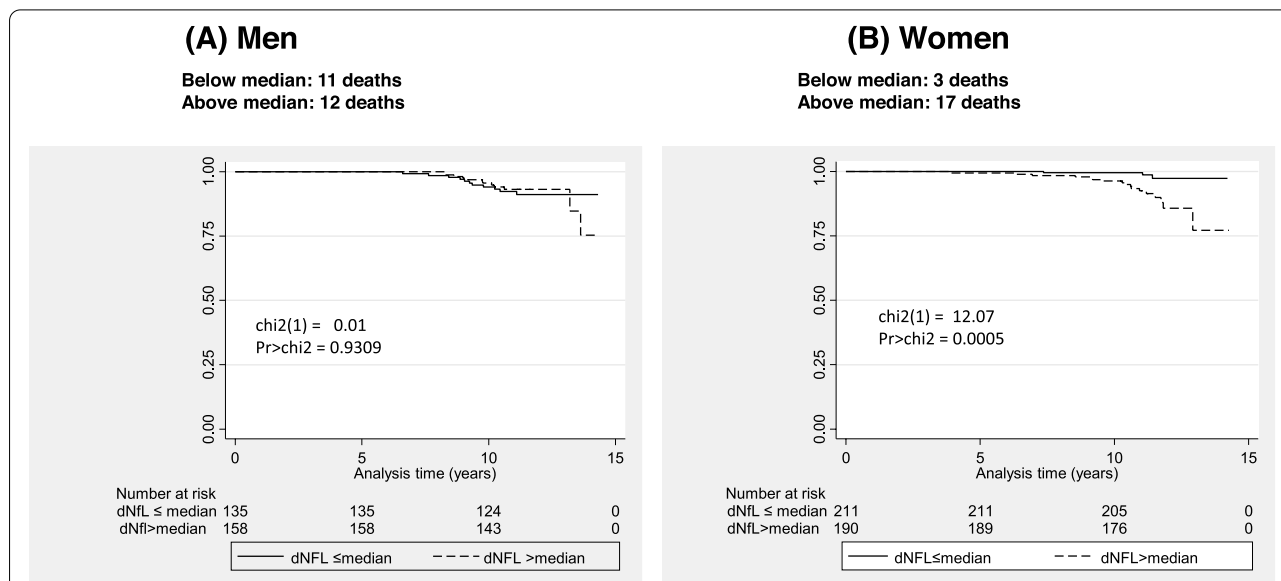 (A) Men
Below median: 11 deaths
Above median: 12 deaths
1.00
0.75
0.50
0.25
0.00
chi2(1) = 0.01
Pr>chi2 = 0.9309
0 5 10 15
Analysis time (years)
Number at risk
dNfL ≤ median 135 135 124 0
dNfl>median 158 158 143 0
dNFL ≤median dNFL >median
(B) Women
Below median: 3 deaths
Above median: 17 deaths
1.00
0.75
0.50
0.25
0.00
chi2(1) = 12.07
Pr>chi2 = 0.0005
0 5 10 15
Analysis time (years)
Number at risk
dNfL ≤ median 211 211 205 0
dNfL>median 190 189 176 0
dNFL≤median dNFL>median